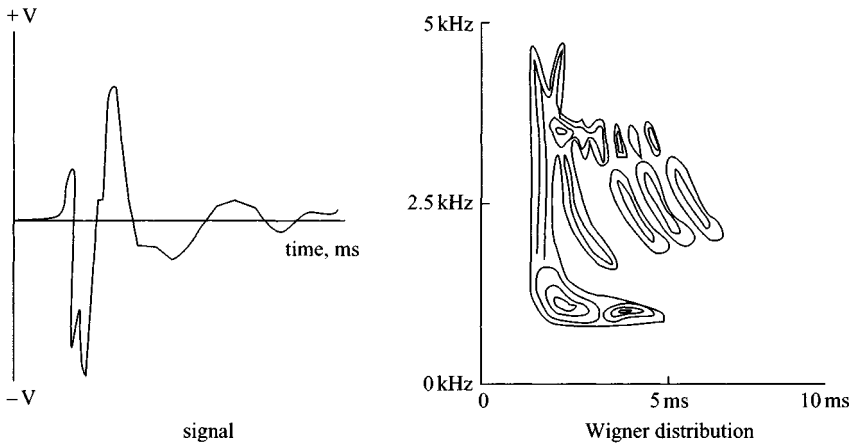 +V
time, ms
−V
signal
5 kHz
2.5 kHz
0 kHz
0
5 ms
10 ms
Wigner distribution